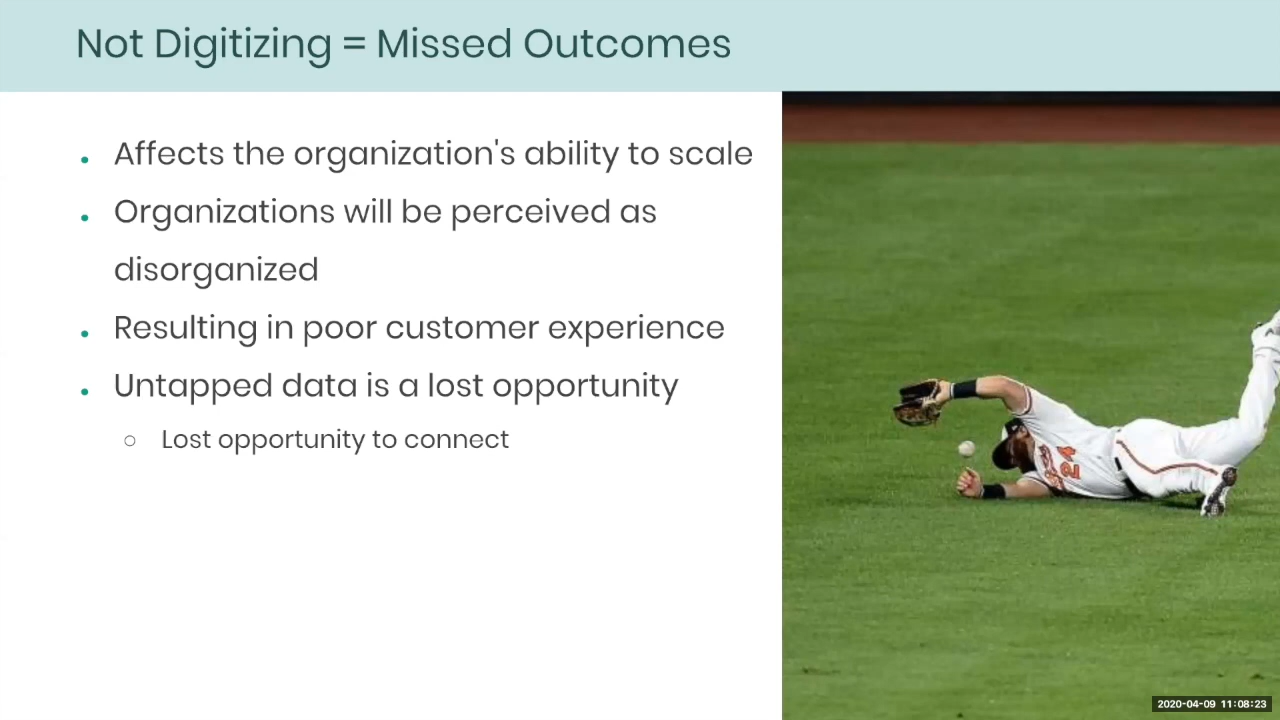 Not Digitizing = Missed Outcomes
Affects the organization's ability to scale
Organizations will be perceived as
disorganized
Resulting in poor customer experience
Untapped data is a lost opportunity
Lost opportunity to connect
24
2020-04-09 11:08:23